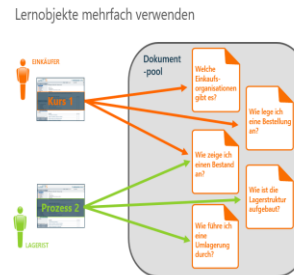 Lernobjekte mehrfach verwenden
EINKÄUFER
Kurs 1
Dokument
-pool
Welche
Einkaufs-
organisationen
gibt es?
Wie lege ich
eine Bestellung
an?
Wie zeige ich
einen Bestand
an?
Prozess 2
Wie ist die
Lagerstruktur
aufgebaut?
LAGERIST
Wie führe ich
eine
Umlagerung
durch?